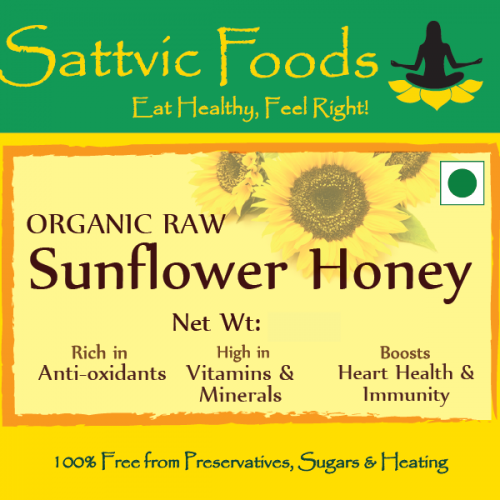 Sattvic Foods
Eat Healthy, Feel Right!
ORGANIC RAW
Sunflower Honey
Net Wt:
Rich in
Anti-oxidants
High in
Vitamins &
Minerals
Boosts
Heart Health &
Immunity
100% Free from Preservatives, Sugars & Heating